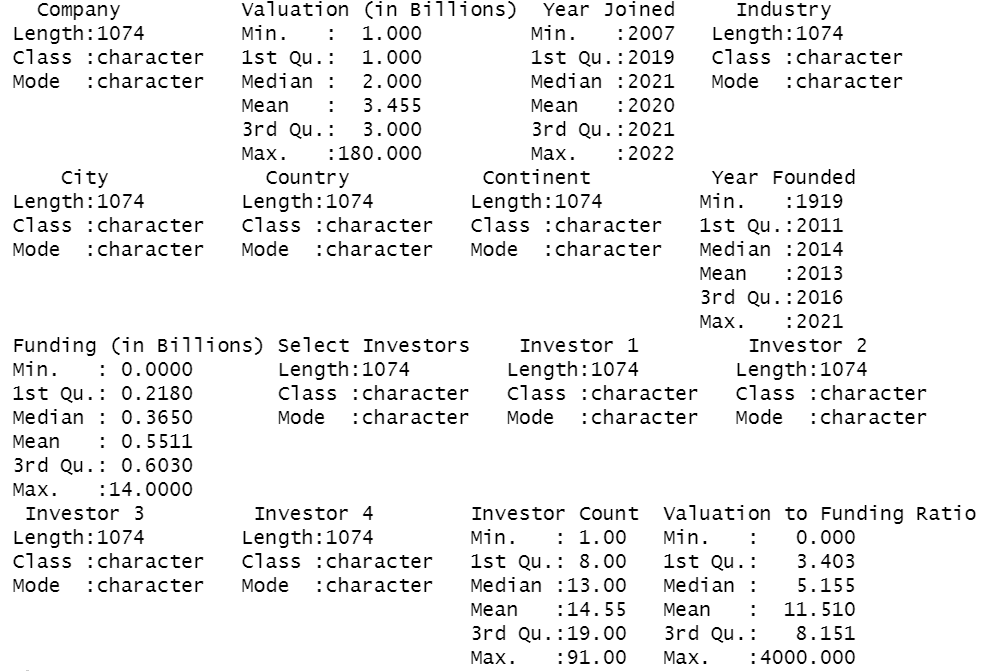 Company Valuation (in Billions) Year Joined Industry
Length:1074 Min. : 1.000 Min. :2007 Length:1074
Class :character 1st Qu.: 1.000 1st Qu.:2019 Class :character
Mode :character Median : 2.000 Median :2021 Mode :character
Mean : 3.455 Mean :2020
3rd Qu.: 3.000 3rd Qu.:2021
Max. :180.000 Max. :2022
City Country Continent Year Founded
Length:1074 Length:1074 Length:1074 Min. :1919
Class :character Class :character Class :character 1st Qu.:2011
Mode :character Mode :character Mode :character Median :2014
Mean :2013
3rd Qu.:2016
Max. :2021
Funding (in Billions) Select Investors Investor 1 Investor 2
Min. : 0.0000 Length:1074 Length:1074 Length:1074
1st Qu.: 0.2180 Class :character Class :character Class :character
Median : 0.3650 Mode :character Mode :character Mode :character
Mean : 0.5511
3rd Qu.: 0.6030
Max. :14.0000
Investor 3 Investor 4 Investor Count Valuation to Funding Ratio
Length:1074 Length:1074 Min. : 1.00 Min. : 0.000
Class :character Class :character 1st Qu.: 8.00 1st Qu.: 3.403
Mode :character Mode :character Median :13.00 Median : 5.155
Mean :14.55 Mean : 11.510
3rd Qu.:19.00 3rd Qu.: 8.151
Max. :91.00 Max. :4000.000